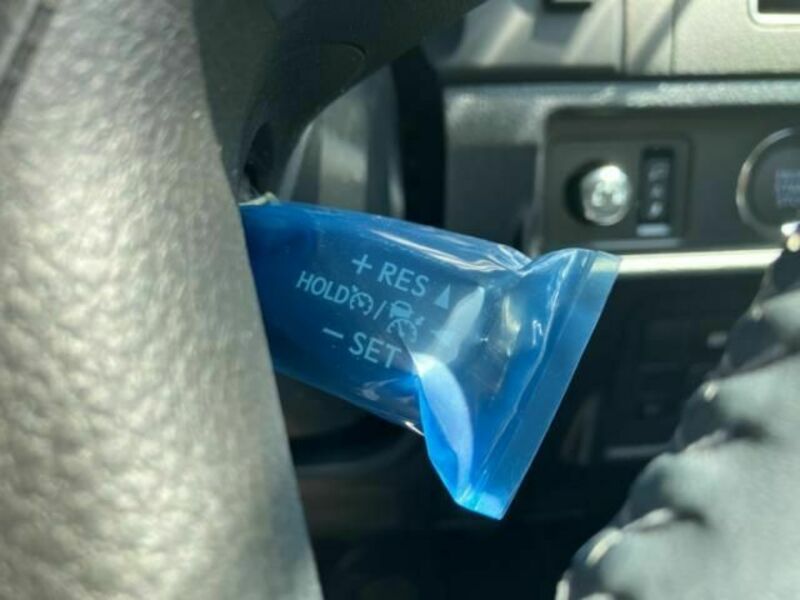 + RES
HOLD /
− SET